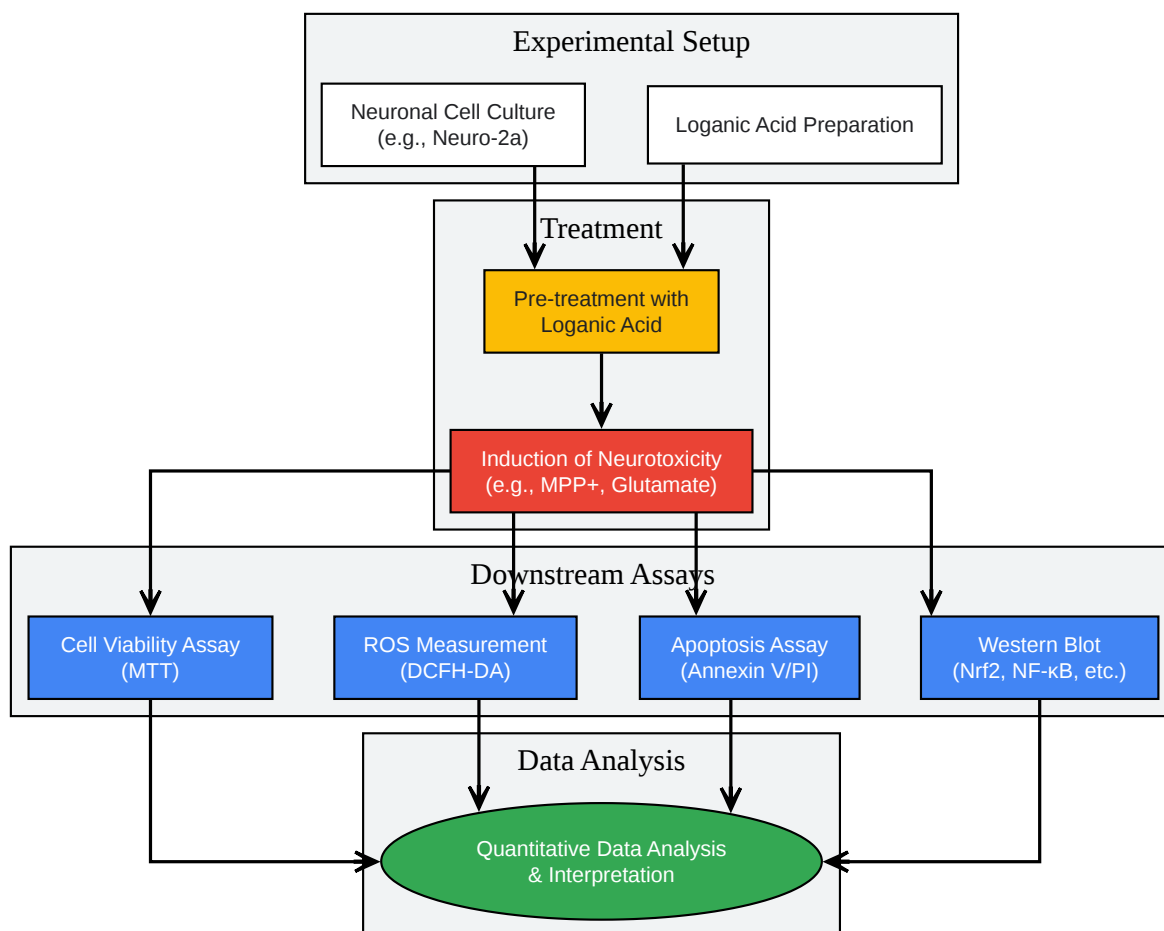 Experimental Setup
Neuronal Cell Culture
(e.g., Neuro-2a)
Loganic Acid Preparation
Treatment
Pre-treatment with
Loganic Acid
Induction of Neurotoxicity
(e.g., MPP+, Glutamate)
Downstream Assays
Cell Viability Assay
(MTT)
ROS Measurement
(DCFH-DA)
Apoptosis Assay
(Annexin V/PI)
Western Blot
(Nrf2, NF-κB, etc.)
Data Analysis
Quantitative Data Analysis
& Interpretation